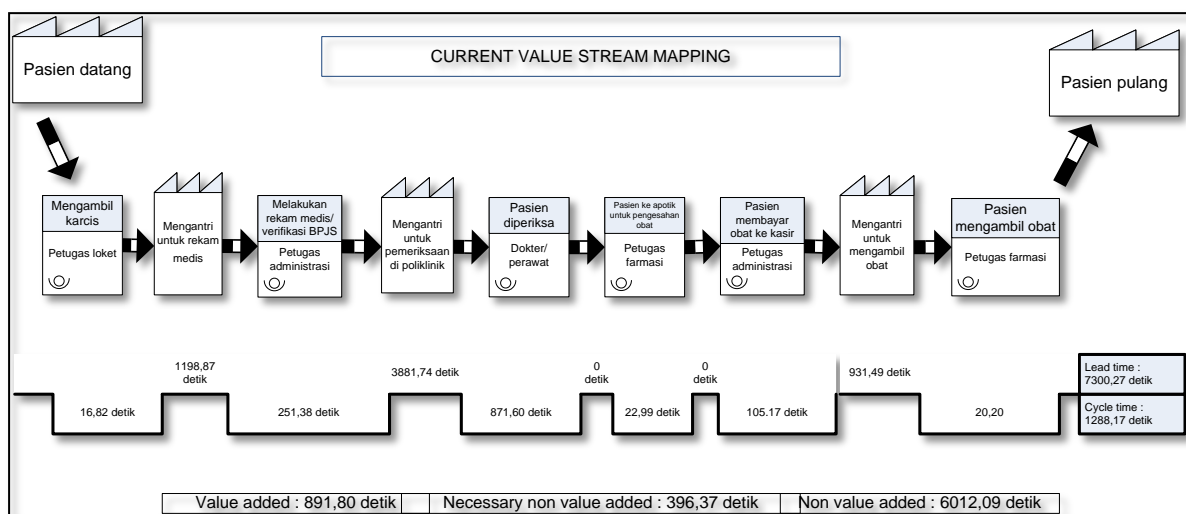 CURRENT VALUE STREAM MAPPING
Pasien datang
Pasien pulang
Mengambil
karcis
Petugas loket
Mengantri
untuk rekam
medis
Melakukan
rekam medis/
verifikasi BPJS
Petugas
administrasi
Mengantri
untuk
pemeriksaan
di poliklinik
Pasien
diperiksa
Dokter/
perawat
Pasien ke apotik
untuk pengesahan
obat
Petugas
farmasi
Pasien
membayar
obat ke kasir
Petugas
administrasi
Mengantri
untuk
mengambil
obat
Pasien
mengambil obat
Petugas farmasi
16,82 detik
1198,87
detik
251,38 detik
3881,74 detik
871,60 detik
0
detik
22,99 detik
0
detik
105.17 detik
931,49 detik
20,20
Lead time :
7300,27 detik
Cycle time :
1288,17 detik
Value added : 891,80 detik
Necessary non value added : 396,37 detik
Non value added : 6012,09 detik